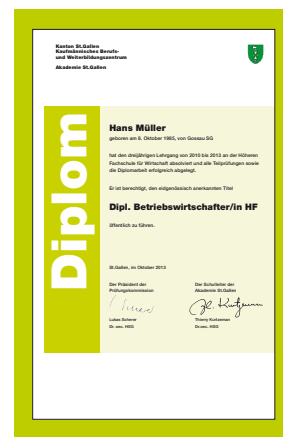 Kanton St.Gallen
Kaufmännisches Berufs-
und Weiterbildungszentrum
Akademie St.Gallen
Diplom
Hans Müller
geboren am 8. Oktober 1985, von Gossau SG
hat den dreijährigen Lehrgang von 2010 bis 2013 an der Höheren
Fachschule für Wirtschaft absolviert und alle Teilprüfungen sowie
die Diplomarbeit erfolgreich abgelegt.
Er ist berechtigt, den eidgenössisch anerkannten Titel
Dipl. Betriebswirtschafter/in HF
öffentlich zu führen.
St.Gallen, im Oktober 2013
Der Präsident der
Prüfungskommission
Der Schulleiter der
Akademie St.Gallen
Lukas Scherer
Dr. oec. HSG
Thierry Kurtzeman
Dr.oec. HSG